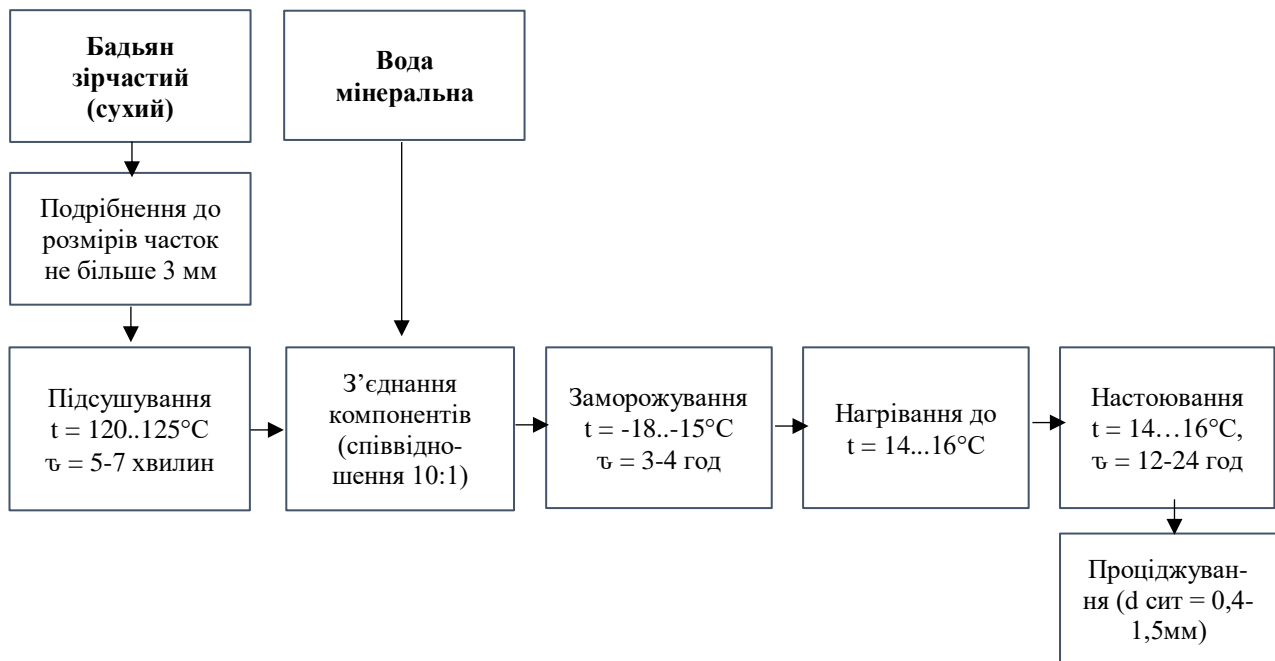 Бадьян
зірчастий
(сухий)
Вода
мінеральна
Подрібнення до
розмірів часток
не більше 3 мм
Підсушування
t = 120..125°C
ԏ = 5-7 хвилин
З’єднання
компонентів
(співвідно-
шення 10:1)
Заморожування
t = -18..-15°C
ԏ = 3-4 год
Нагрівання до
t = 14...16°C
Настоювання
t = 14…16°C,
ԏ = 12-24 год
Проціджуван-
ня (d сит = 0,4-
1,5мм)